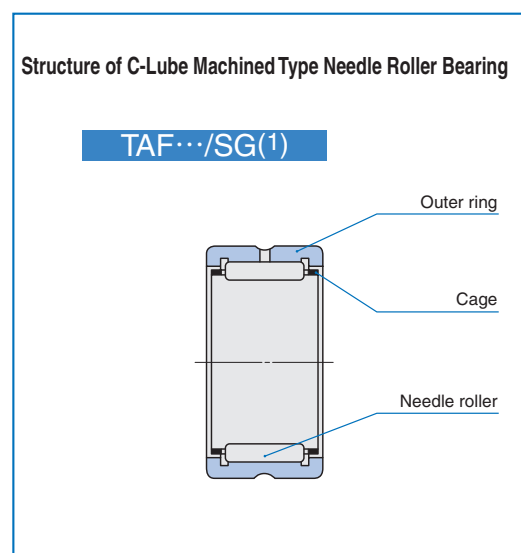 Structure of C-Lube Machined Type Needle Roller Bearing
TAF···/SG(1)
Outer ring
Cage
Needle roller